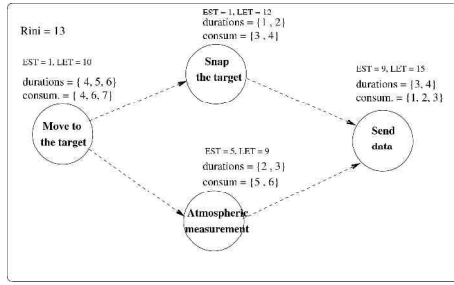 Rini = 13
EST = 1, LET = 12
durations = {1 , 2}
consum = {3 , 4}
Snap
the target
EST = 1, LET = 10
durations = { 4, 5, 6}
consum. = { 4, 6, 7}
Move to
the target
EST = 9, LET = 15
durations = {3, 4}
consum. = {1, 2, 3}
Send
data
EST = 5, LET = 9
durations = {2 , 3}
consum = {5 , 6}
Atmospheric
measurement